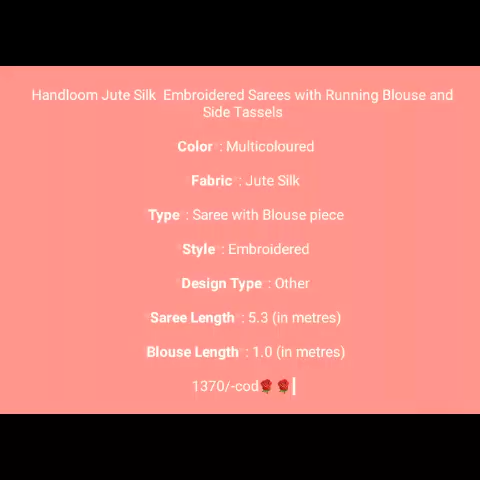 Handloom Jute Silk  Embroidered Sarees with Running Blouse and
Side Tassels
Color : Multicoloured
Fabric : Jute Silk
Type : Saree with Blouse piece
Style : Embroidered
Design Type : Other
Saree Length : 5.3 (in metres)
Blouse Length : 1.0 (in metres)
1370/-cod🌹🌹